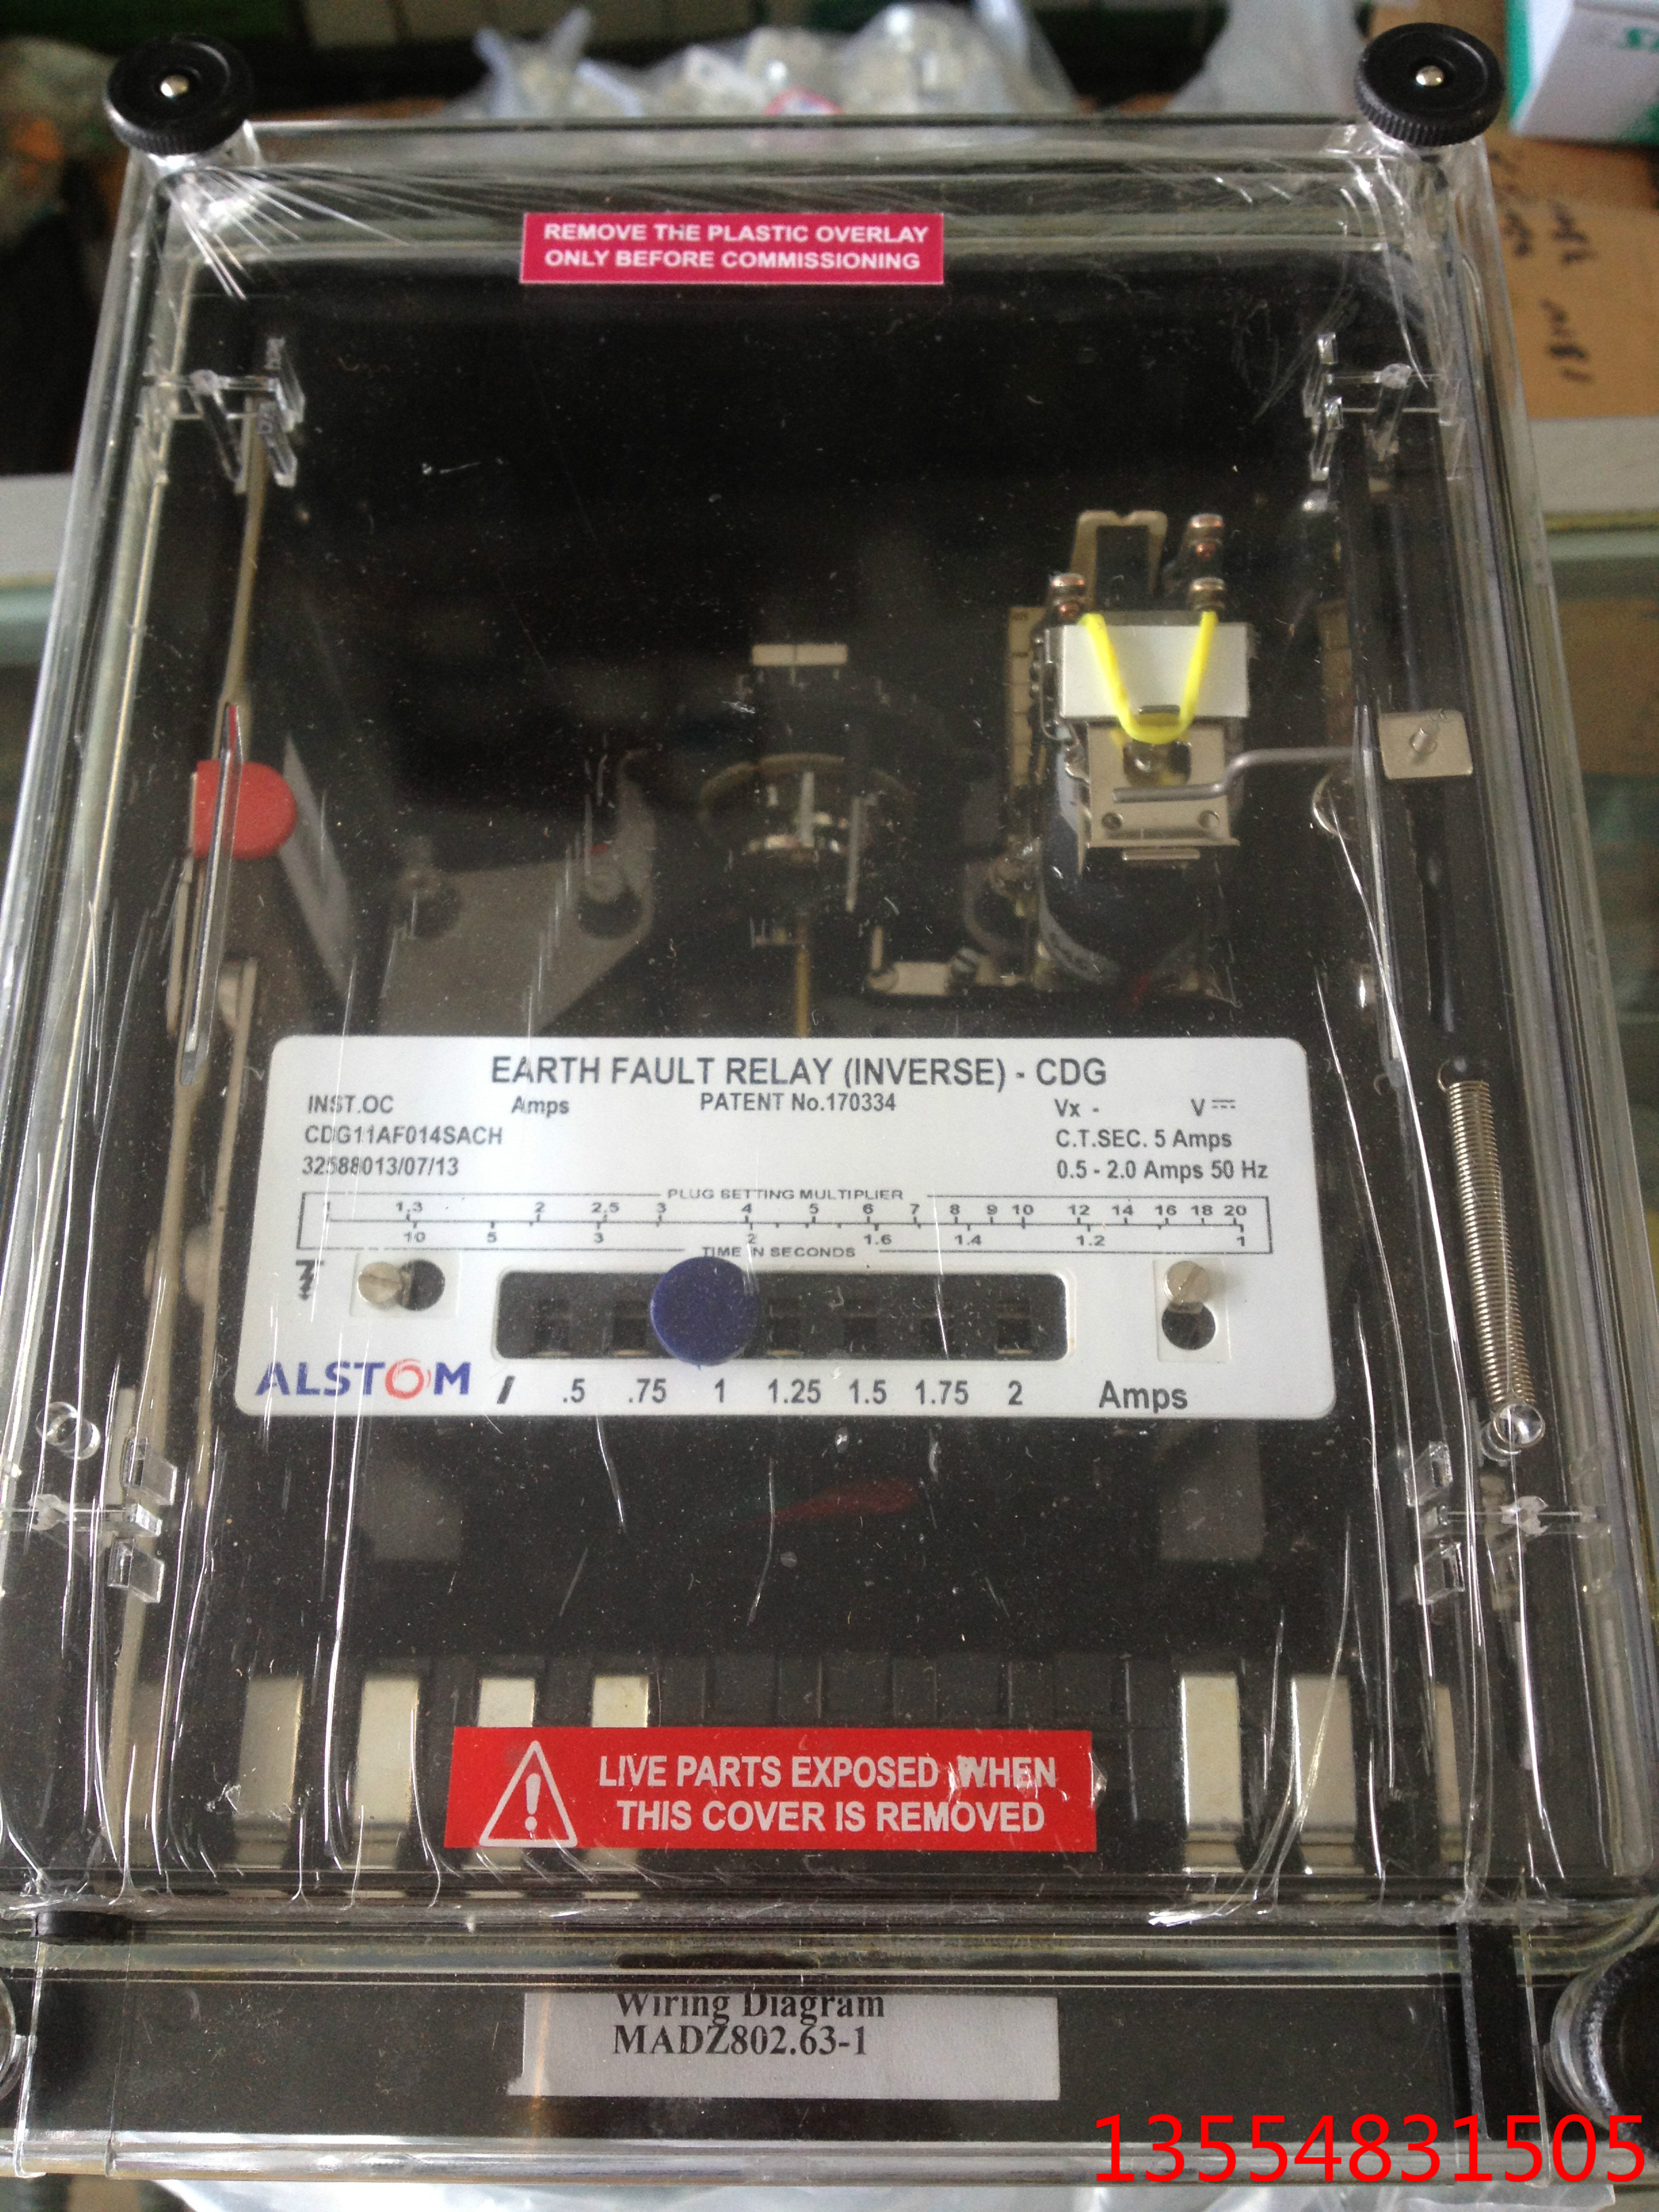 REMOVE THE PLASTIC OVERLAY
ONLY BEFORE COMMISSIONING
EARTH FAULT RELAY (INVERSE) - CDG
INST.OC Amps PATENT No.170334 Vx - V
CDG11AF014SACH C.T.SEC. 5 Amps
32588013/07/13 0.5 - 2.0 Amps 50 Hz
PLUG SETTING MULTIPLIER
1 1.3 2 2.5 3 4 5 6 7 8 9 10 12 14 16 18 20
10 5 3 2 1.6 1.4 1.2 1
TIME IN SECONDS
ALSTOM .5 .75 1 1.25 1.5 1.75 2 Amps
LIVE PARTS EXPOSED WHEN
THIS COVER IS REMOVED
Wiring Diagram
MADZ802.63-1
13554831505